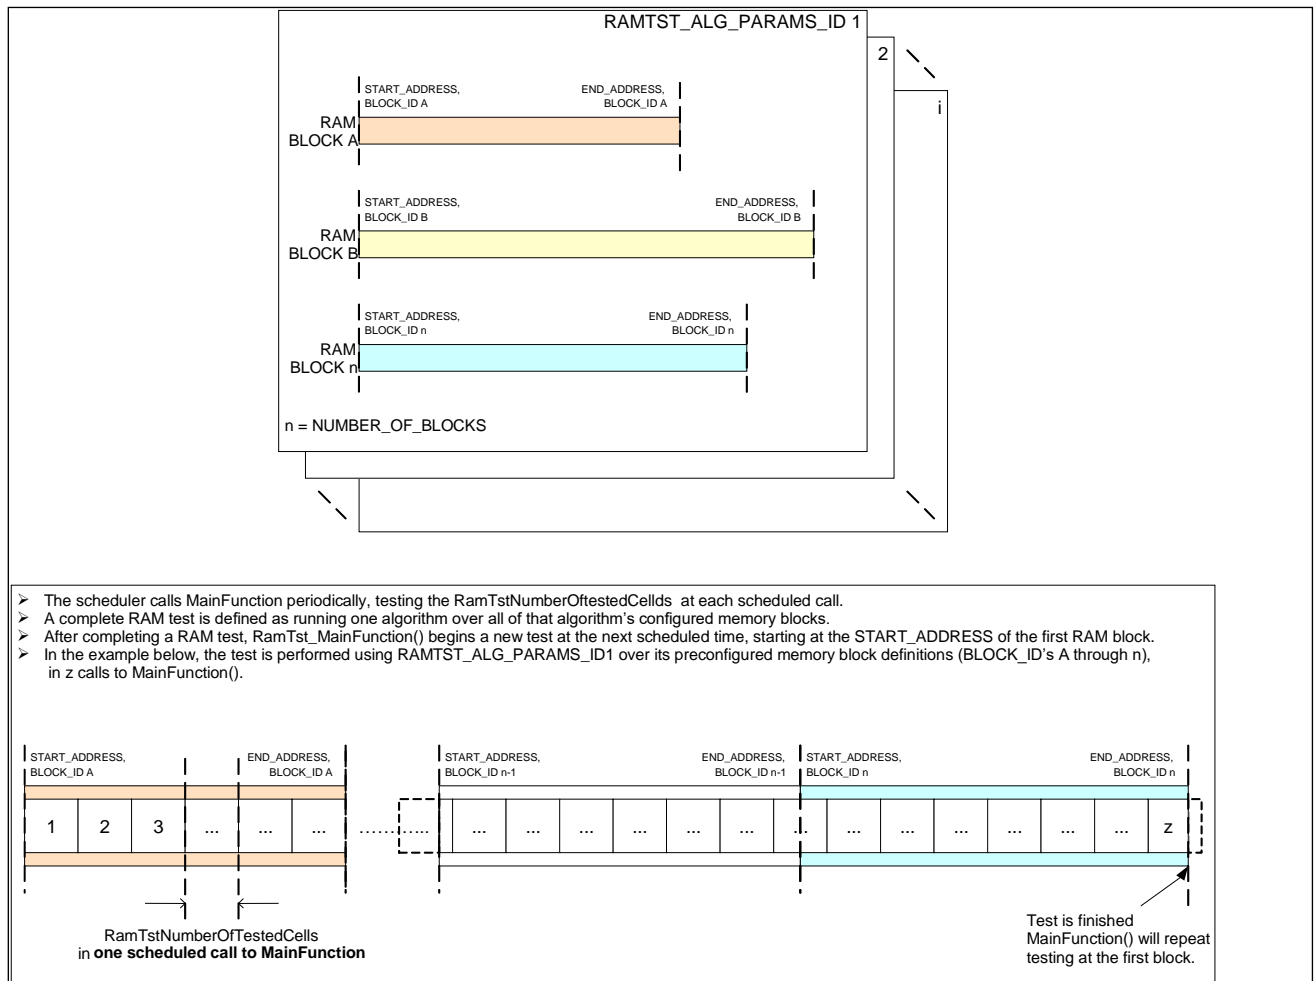 RAMTST_ALG_PARAMS_ID 1
2
i
START_ADDRESS,
BLOCK_ID A
END_ADDRESS,
BLOCK_ID A
RAM
BLOCK A
START_ADDRESS,
BLOCK_ID B
END_ADDRESS,
BLOCK_ID B
RAM
BLOCK B
START_ADDRESS,
BLOCK_ID n
END_ADDRESS,
BLOCK_ID n
RAM
BLOCK n
n = NUMBER_OF_BLOCKS
➢ The scheduler calls MainFunction periodically, testing the RamTstNumberOftestedCellds at each scheduled call.
➢ A complete RAM test is defined as running one algorithm over all of that algorithm's configured memory blocks.
➢ After completing a RAM test, RamTst_MainFunction() begins a new test at the next scheduled time, starting at the START_ADDRESS of the first RAM block.
➢ In the example below, the test is performed using RAMTST_ALG_PARAMS_ID1 over its preconfigured memory block definitions (BLOCK_ID's A through n),
in z calls to MainFunction().
START_ADDRESS,
BLOCK_ID A
END_ADDRESS,
BLOCK_ID A
START_ADDRESS,
BLOCK_ID n-1
END_ADDRESS,
BLOCK_ID n-1
START_ADDRESS,
BLOCK_ID n
END_ADDRESS,
BLOCK_ID n
1 2 3 ... ... ... ............ ... ... ... ... ... ... ... ... ... ... ... ... ... z
RamTstNumberOfTestedCells
in one scheduled call to MainFunction
Test is finished
MainFunction() will repeat
testing at the first block.